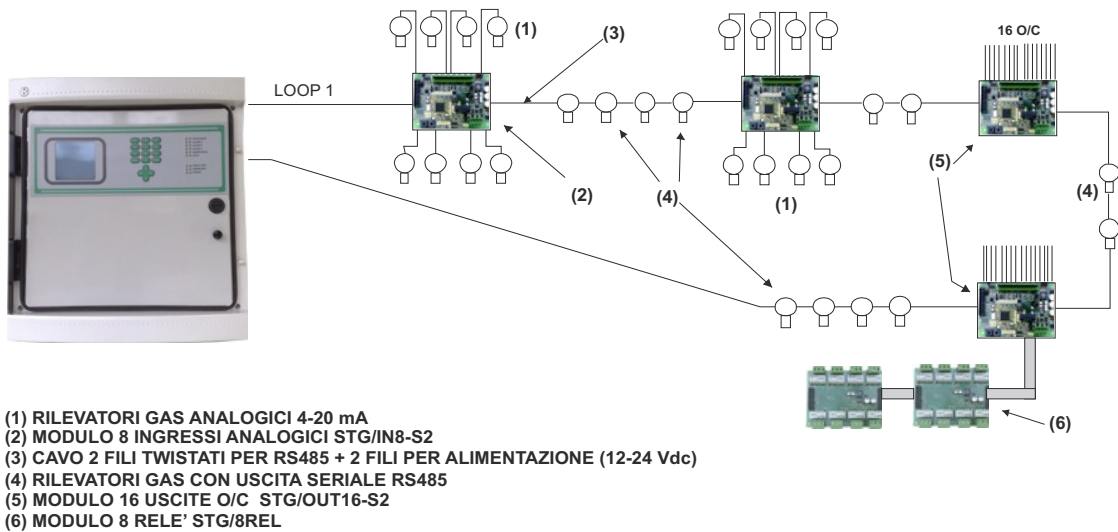 16 O/C
(1)
(3)
LOOP 1
(5)
(4)
(2)
(4)
(1)
(6)
(1) RILEVATORI GAS ANALOGICI 4-20 mA
(2) MODULO 8 INGRESSI ANALOGICI STG/IN8-S2
(3) CAVO 2 FILI TWISTATI PER RS485 + 2 FILI PER ALIMENTAZIONE (12-24 Vdc)
(4) RILEVATORI GAS CON USCITA SERIALE RS485
(5) MODULO 16 USCITE O/C  STG/OUT16-S2
(6) MODULO 8 RELE' STG/8REL